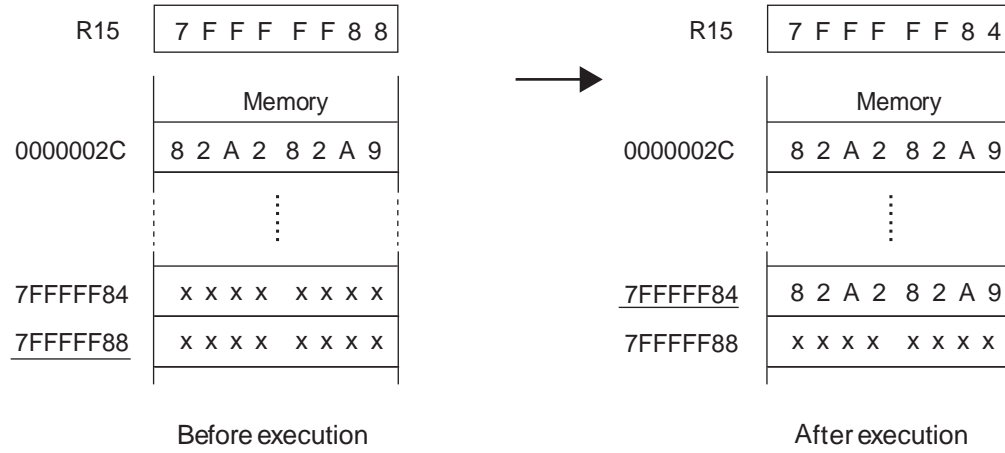 R15 7 F F F F F 8 8
Memory
0000002C 8 2 A 2 8 2 A 9
7FFFFF84 x x x x x x x x
7FFFFF88 x x x x x x x x
Before execution
R15 7 F F F F F 8 4
Memory
0000002C 8 2 A 2 8 2 A 9
7FFFFF84 8 2 A 2 8 2 A 9
7FFFFF88 x x x x x x x x
After execution